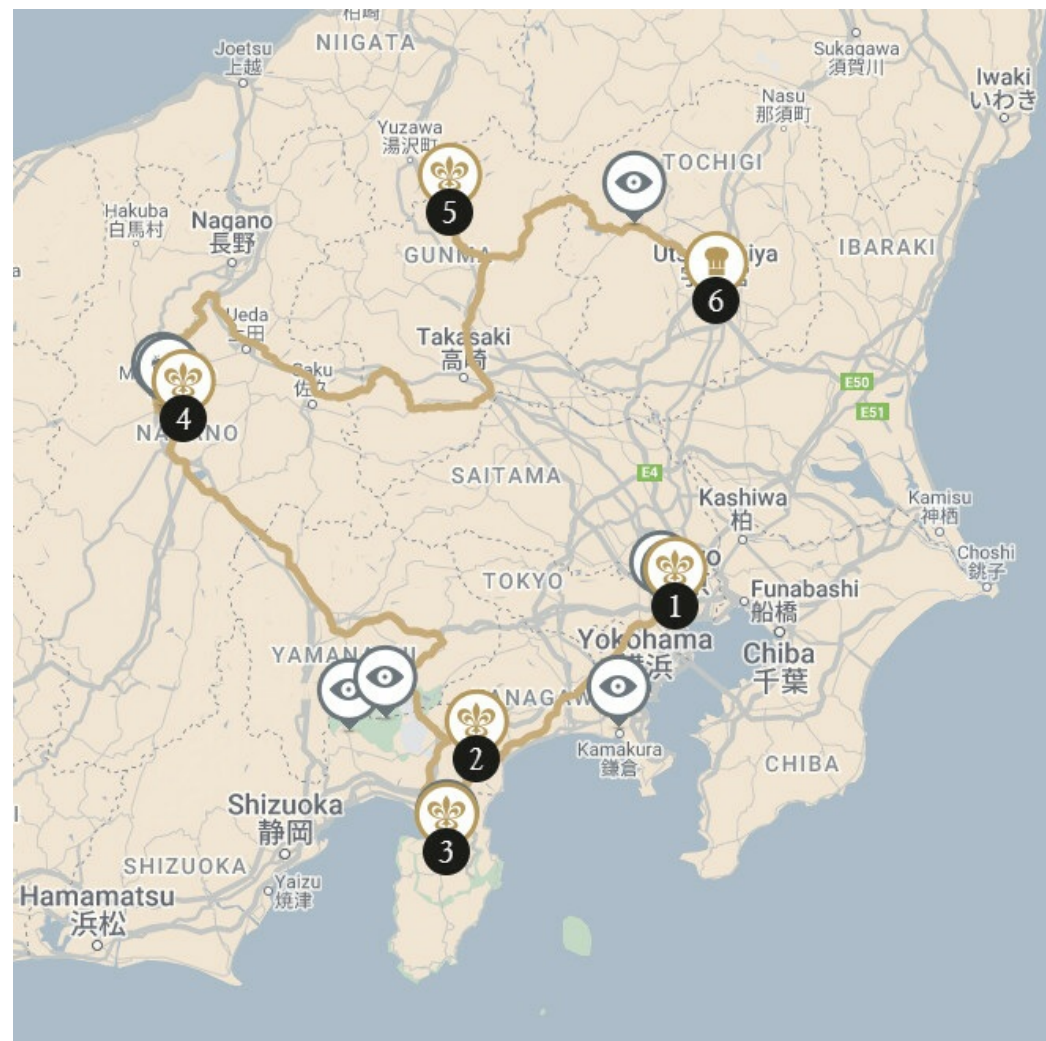 柏崎
NIIGATA
Joetsu
上越
Sukagawa
須賀川
Iwaki
いわき
Nasu
那須町
Yuzawa
湯沢町
TOCHIGI
Hakuba
白馬村
Nagano
長野
5
GUNMA
IBARAKI
6
Ueda
上田
Takasaki
高崎
Saku
佐久
E50
E51
4
SAITAMA
E4
Kashiwa
柏
Kamisu
神栖
Choshi
銚子
TOKYO
1
Funabashi
船橋
Yokohama
Chiba
千葉
Kamakura
鎌倉
2
CHIBA
Shizuoka
静岡
3
SHIZUOKA
Yaizu
焼津
Hamamatsu
浜松